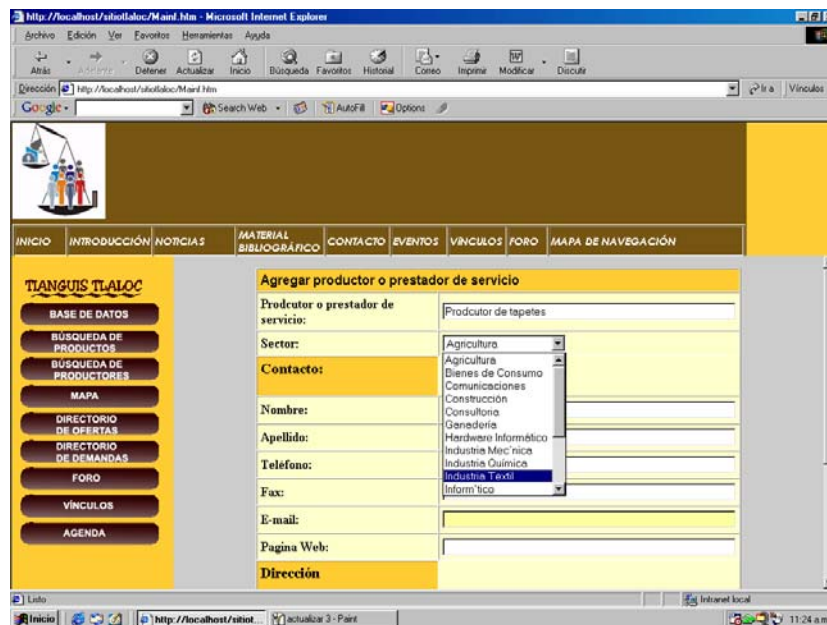 http://localhost/sitiotlaloc/MainI.htm - Microsoft Internet Explorer
Archivo Edición Ver Favoritos Herramientas Ayuda
Atrás Adelante Detener Actualizar Inicio Búsqueda Favoritos Historial Correo Imprimir Modificar Discutir
Dirección http://localhost/sitiotlaloc/MainI.htm Ir a Vínculos
Google Search Web AutoFill Options
INICIO INTRODUCCIÓN NOTICIAS MATERIAL BIBLIOGRÁFICO CONTACTO EVENTOS VíNCULOS FORO MAPA DE NAVEGACIÓN
TIANGUIS TLALOC
BASE DE DATOS
BÚSQUEDA DE
PRODUCTOS
BÚSQUEDA DE
PRODUCTORES
MAPA
DIRECTORIO
DE OFERTAS
DIRECTORIO
DE DEMANDAS
FORO
VÍNCULOS
AGENDA
Agregar productor o prestador de servicio
Prodcutor o prestador de
servicio:
Prodcutor de tapetes
Sector:
Agricultura
Agricultura
Bienes de Consumo
Comunicaciones
Construcción
Consultoria
Ganadería
Hardware Informático
Industria Mec´nica
Industria Química
Industria Textil
Inform´tico
Contacto:
Nombre:
Apellido:
Teléfono:
Fax:
E-mail:
Pagina Web:
Dirección
Listo Intranet local
Inicio http://localhost/sitiot... actualizar 3 - Paint 11:24 a.m.